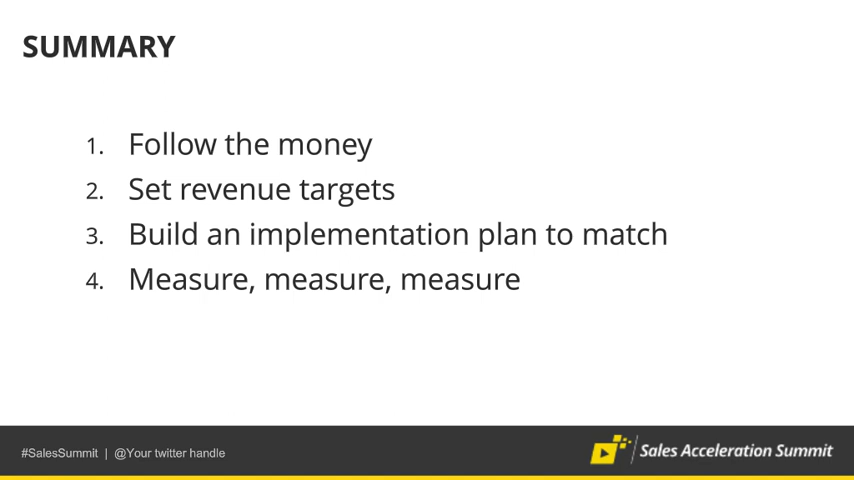 SUMMARY
1. Follow the money
2. Set revenue targets
3. Build an implementation plan to match
4. Measure, measure, measure
#SalesSummit | @Your twitter handle
Sales Acceleration Summit